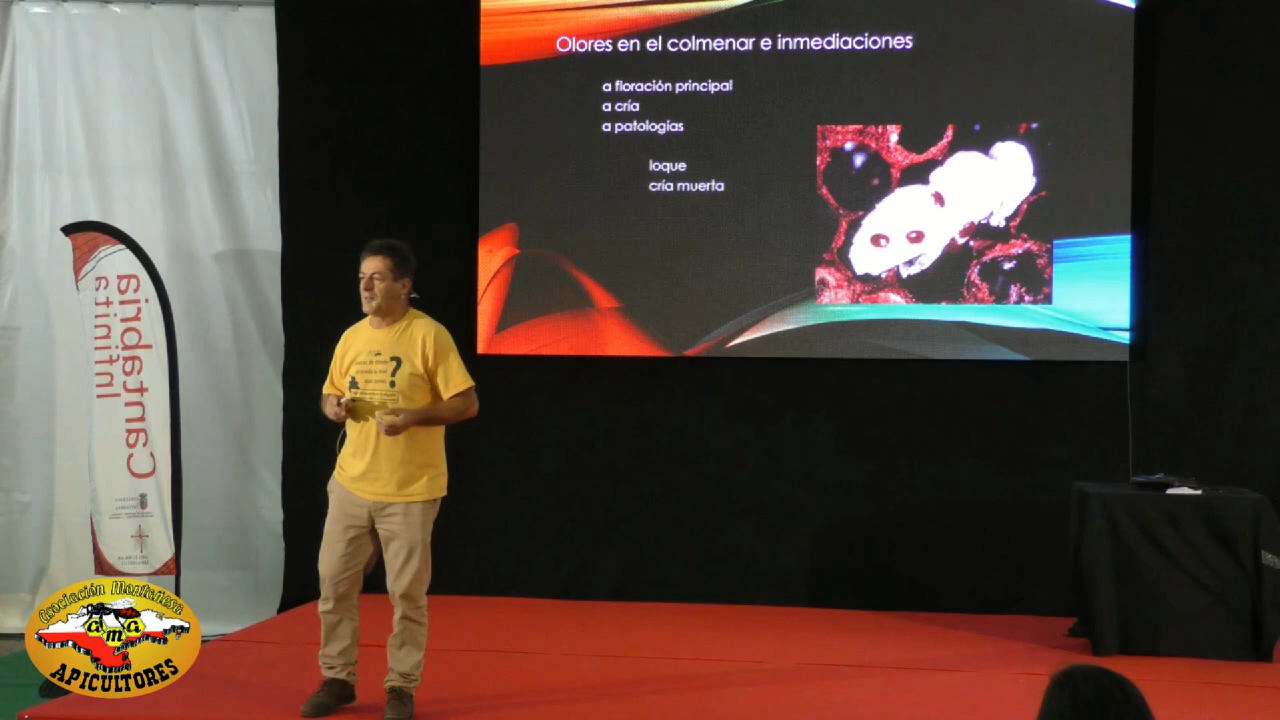 Olores en el colmenar e inmediaciones
a floración principal
a cría
a patologías
loque
cría muerta
Cantabria
infinita
?
Asociación Montañesa
AMA
APICULTORES